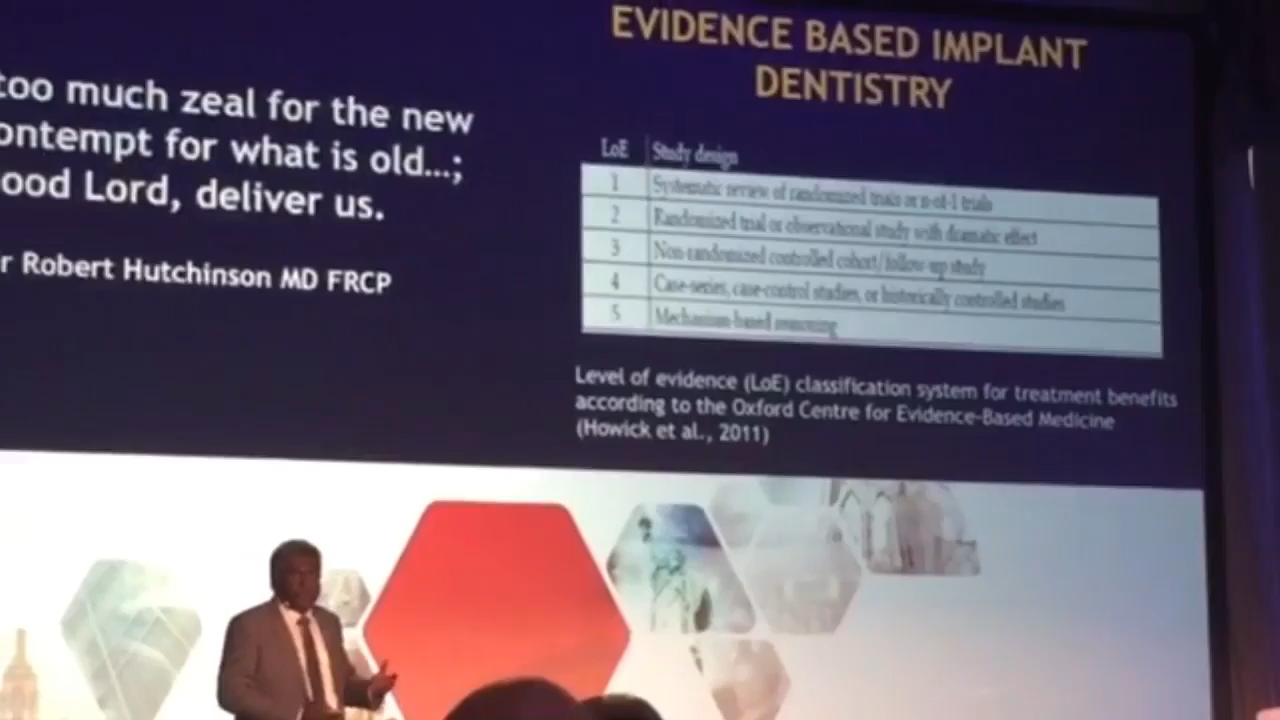 too much zeal for the new
ontempt for what is old...;
ood Lord, deliver us.
r Robert Hutchinson MD FRCP
EVIDENCE BASED IMPLANT
DENTISTRY
LoE Study design
1 Systematic review of randomized trials or n-of-1 trials
2 Randomized trial or observational study with dramatic effect
3 Non-randomized controlled cohort/follow-up study
4 Case-series, case-control studies, or historically controlled studies
5 Mechanism-based reasoning
Level of evidence (LoE) classification system for treatment benefits
according to the Oxford Centre for Evidence-Based Medicine
(Howick et al., 2011)